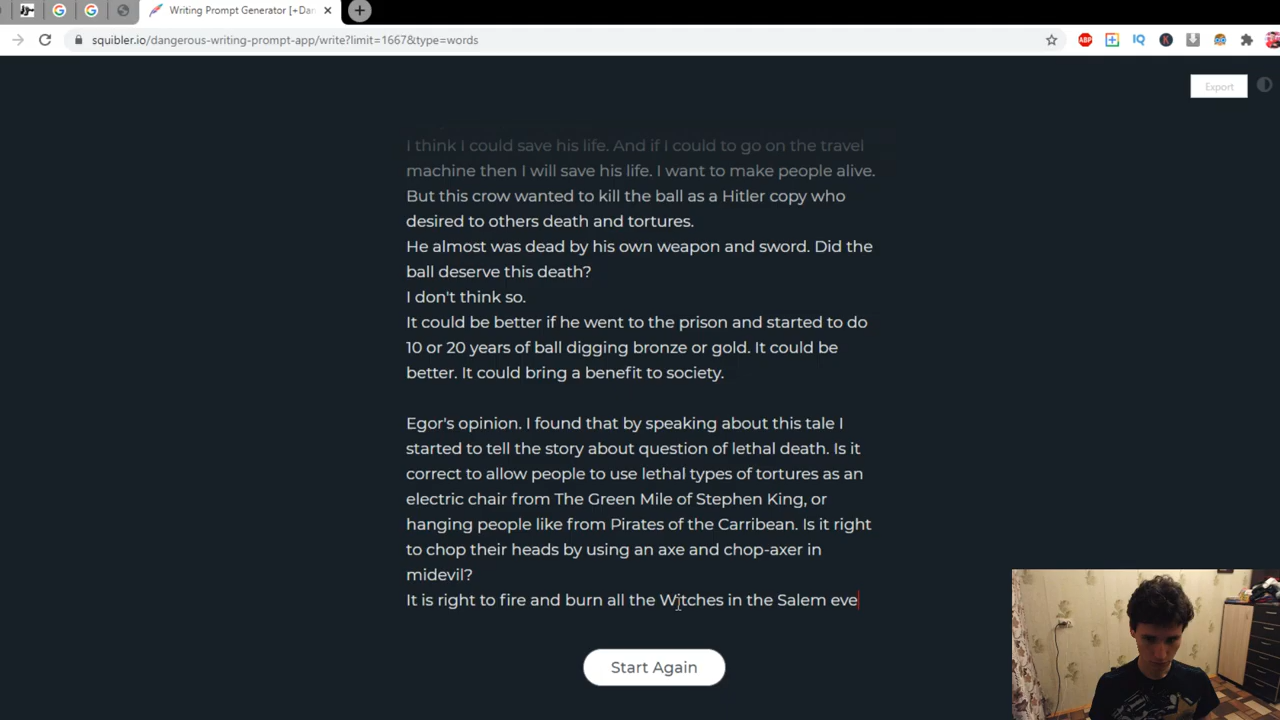 Writing Prompt Generator [+Dan
squibler.io/dangerous-writing-prompt-app/write?limit=1667&type=words
ABP
IQ
K
Export
I think I could save his life. And if I could to go on the travel
machine then I will save his life. I want to make people alive.
But this crow wanted to kill the ball as a Hitler copy who
desired to others death and tortures.
He almost was dead by his own weapon and sword. Did the
ball deserve this death?
I don't think so.
It could be better if he went to the prison and started to do
10 or 20 years of ball digging bronze or gold. It could be
better. It could bring a benefit to society.
Egor's opinion. I found that by speaking about this tale I
started to tell the story about question of lethal death. Is it
correct to allow people to use lethal types of tortures as an
electric chair from The Green Mile of Stephen King, or
hanging people like from Pirates of the Carribean. Is it right
to chop their heads by using an axe and chop-axer in
midevil?
It is right to fire and burn all the Witches in the Salem eve
Start Again